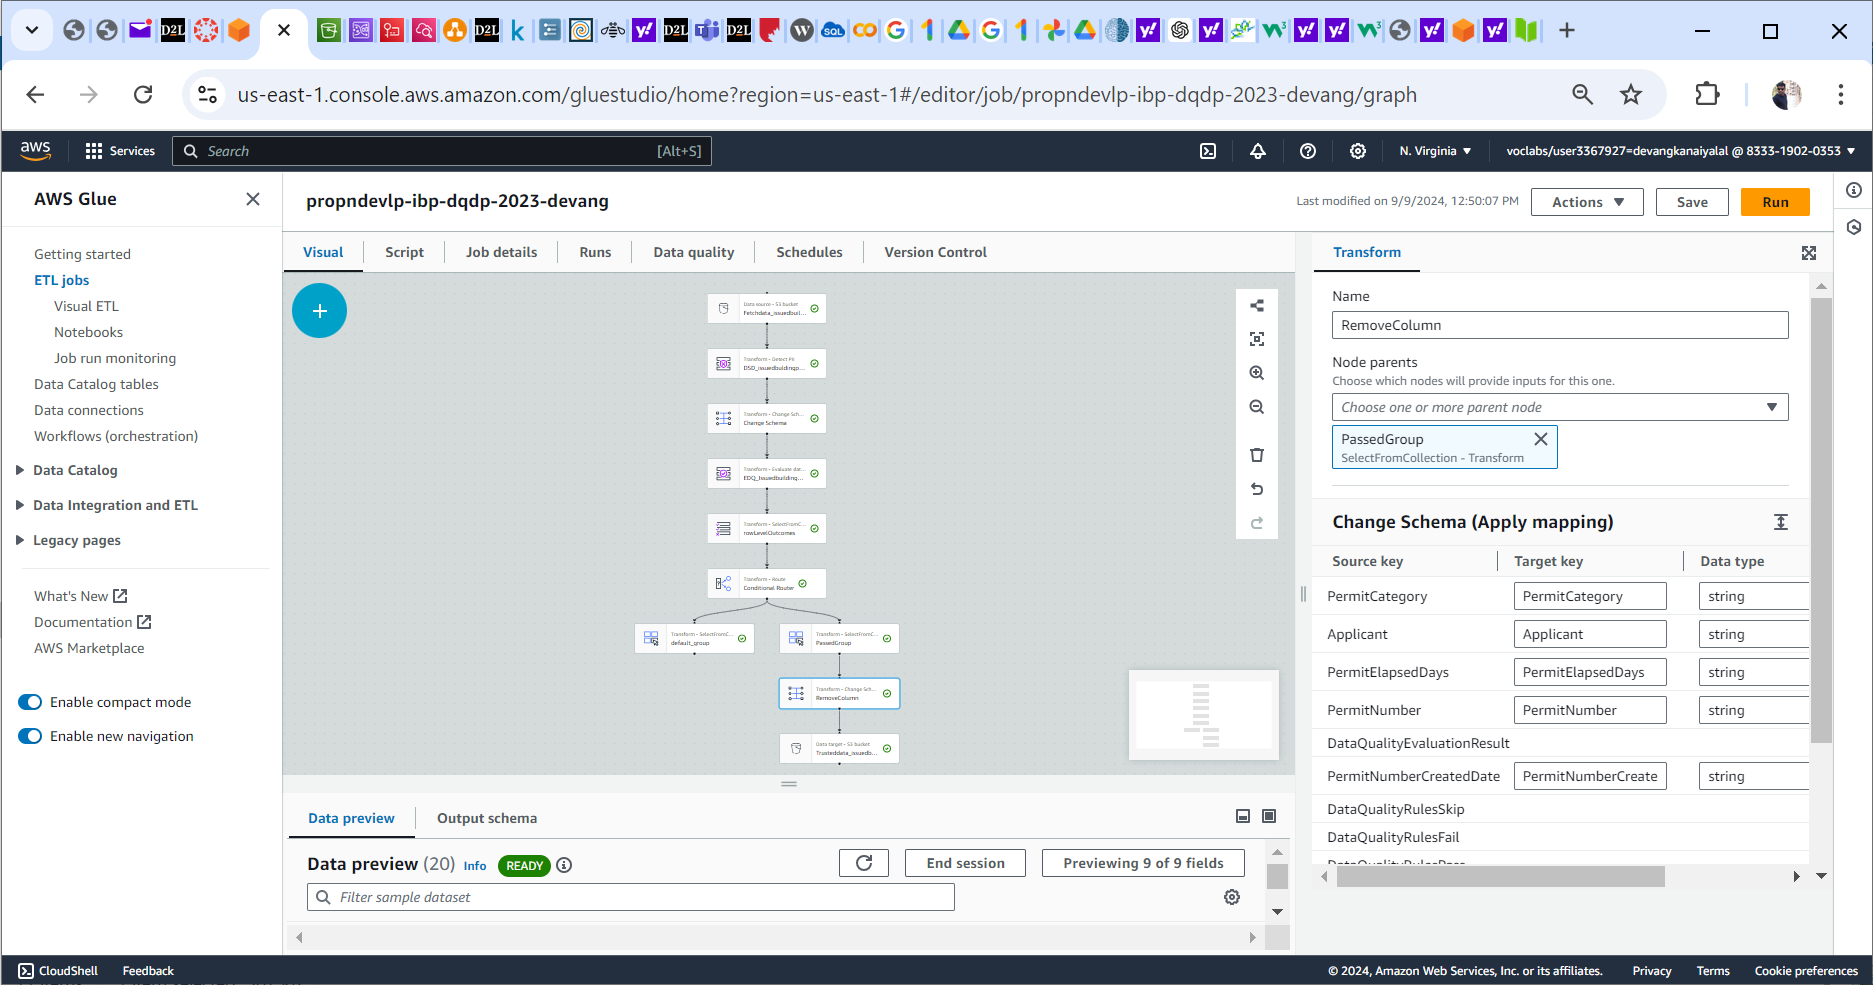 us-east-1.console.aws.amazon.com/gluestudio/home?region=us-east-1#/editor/job/propndevlp-ibp-dqdp-2023-devang/graph
aws
Services
Search
[Alt+S]
N. Virginia
voclabs/user3367927=devangkanaiyalal @ 8333-1902-0353
AWS Glue
Getting started
ETL jobs
Visual ETL
Notebooks
Job run monitoring
Data Catalog tables
Data connections
Workflows (orchestration)
Data Catalog
Data Integration and ETL
Legacy pages
What's New
Documentation
AWS Marketplace
Enable compact mode
Enable new navigation
propndevlp-ibp-dqdp-2023-devang
Last modified on 9/9/2024, 12:50:07 PM
Actions
Save
Run
Visual
Script
Job details
Runs
Data quality
Schedules
Version Control
Data source - S3 bucket
Fetchdata_issuedbuil...
Transform - Detect PII
DSD_issuedbuildingp...
Transform - Change Sch...
Change Schema
Transform - Evaluate dat...
EDQ_Issuedbuilding...
Transform - SelectFromC...
rowLevelOutcomes
Transform - Route
Conditional Router
Transform - SelectFromC...
default_group
Transform - SelectFromC...
PassedGroup
Transform - Change Sch...
RemoveColumn
Data target - S3 bucket
Trusteddata_issuedb...
Data preview
Output schema
Data preview (20)
Info
READY
End session
Previewing 9 of 9 fields
Filter sample dataset
Transform
Name
RemoveColumn
Node parents
Choose which nodes will provide inputs for this one.
Choose one or more parent node
PassedGroup
SelectFromCollection - Transform
Change Schema (Apply mapping)
Source key
Target key
Data type
PermitCategory
PermitCategory
string
Applicant
Applicant
string
PermitElapsedDays
PermitElapsedDays
string
PermitNumber
PermitNumber
string
DataQualityEvaluationResult
PermitNumberCreatedDate
PermitNumberCreate
string
DataQualityRulesSkip
DataQualityRulesFail
CloudShell
Feedback
© 2024, Amazon Web Services, Inc. or its affiliates.
Privacy
Terms
Cookie preferences